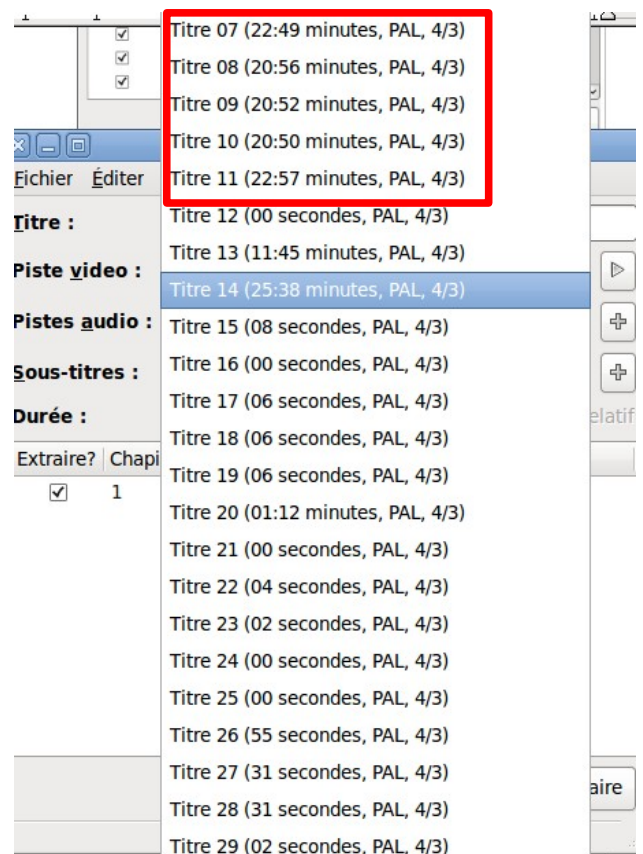 Titre 07 (22:49 minutes, PAL, 4/3)
Titre 08 (20:56 minutes, PAL, 4/3)
Titre 09 (20:52 minutes, PAL, 4/3)
Titre 10 (20:50 minutes, PAL, 4/3)
Fichier Éditer
Titre 11 (22:57 minutes, PAL, 4/3)
Titre :
Titre 12 (00 secondes, PAL, 4/3)
Titre 13 (11:45 minutes, PAL, 4/3)
Piste video :
Titre 14 (25:38 minutes, PAL, 4/3)
Pistes audio :
Titre 15 (08 secondes, PAL, 4/3)
Titre 16 (00 secondes, PAL, 4/3)
Sous-titres :
Titre 17 (06 secondes, PAL, 4/3)
Durée :
elatif
Titre 18 (06 secondes, PAL, 4/3)
Extraire? Chapi
Titre 19 (06 secondes, PAL, 4/3)
1
Titre 20 (01:12 minutes, PAL, 4/3)
Titre 21 (00 secondes, PAL, 4/3)
Titre 22 (04 secondes, PAL, 4/3)
Titre 23 (02 secondes, PAL, 4/3)
Titre 24 (00 secondes, PAL, 4/3)
Titre 25 (00 secondes, PAL, 4/3)
Titre 26 (55 secondes, PAL, 4/3)
Titre 27 (31 secondes, PAL, 4/3)
aire
Titre 28 (31 secondes, PAL, 4/3)
Titre 29 (02 secondes, PAL, 4/3)